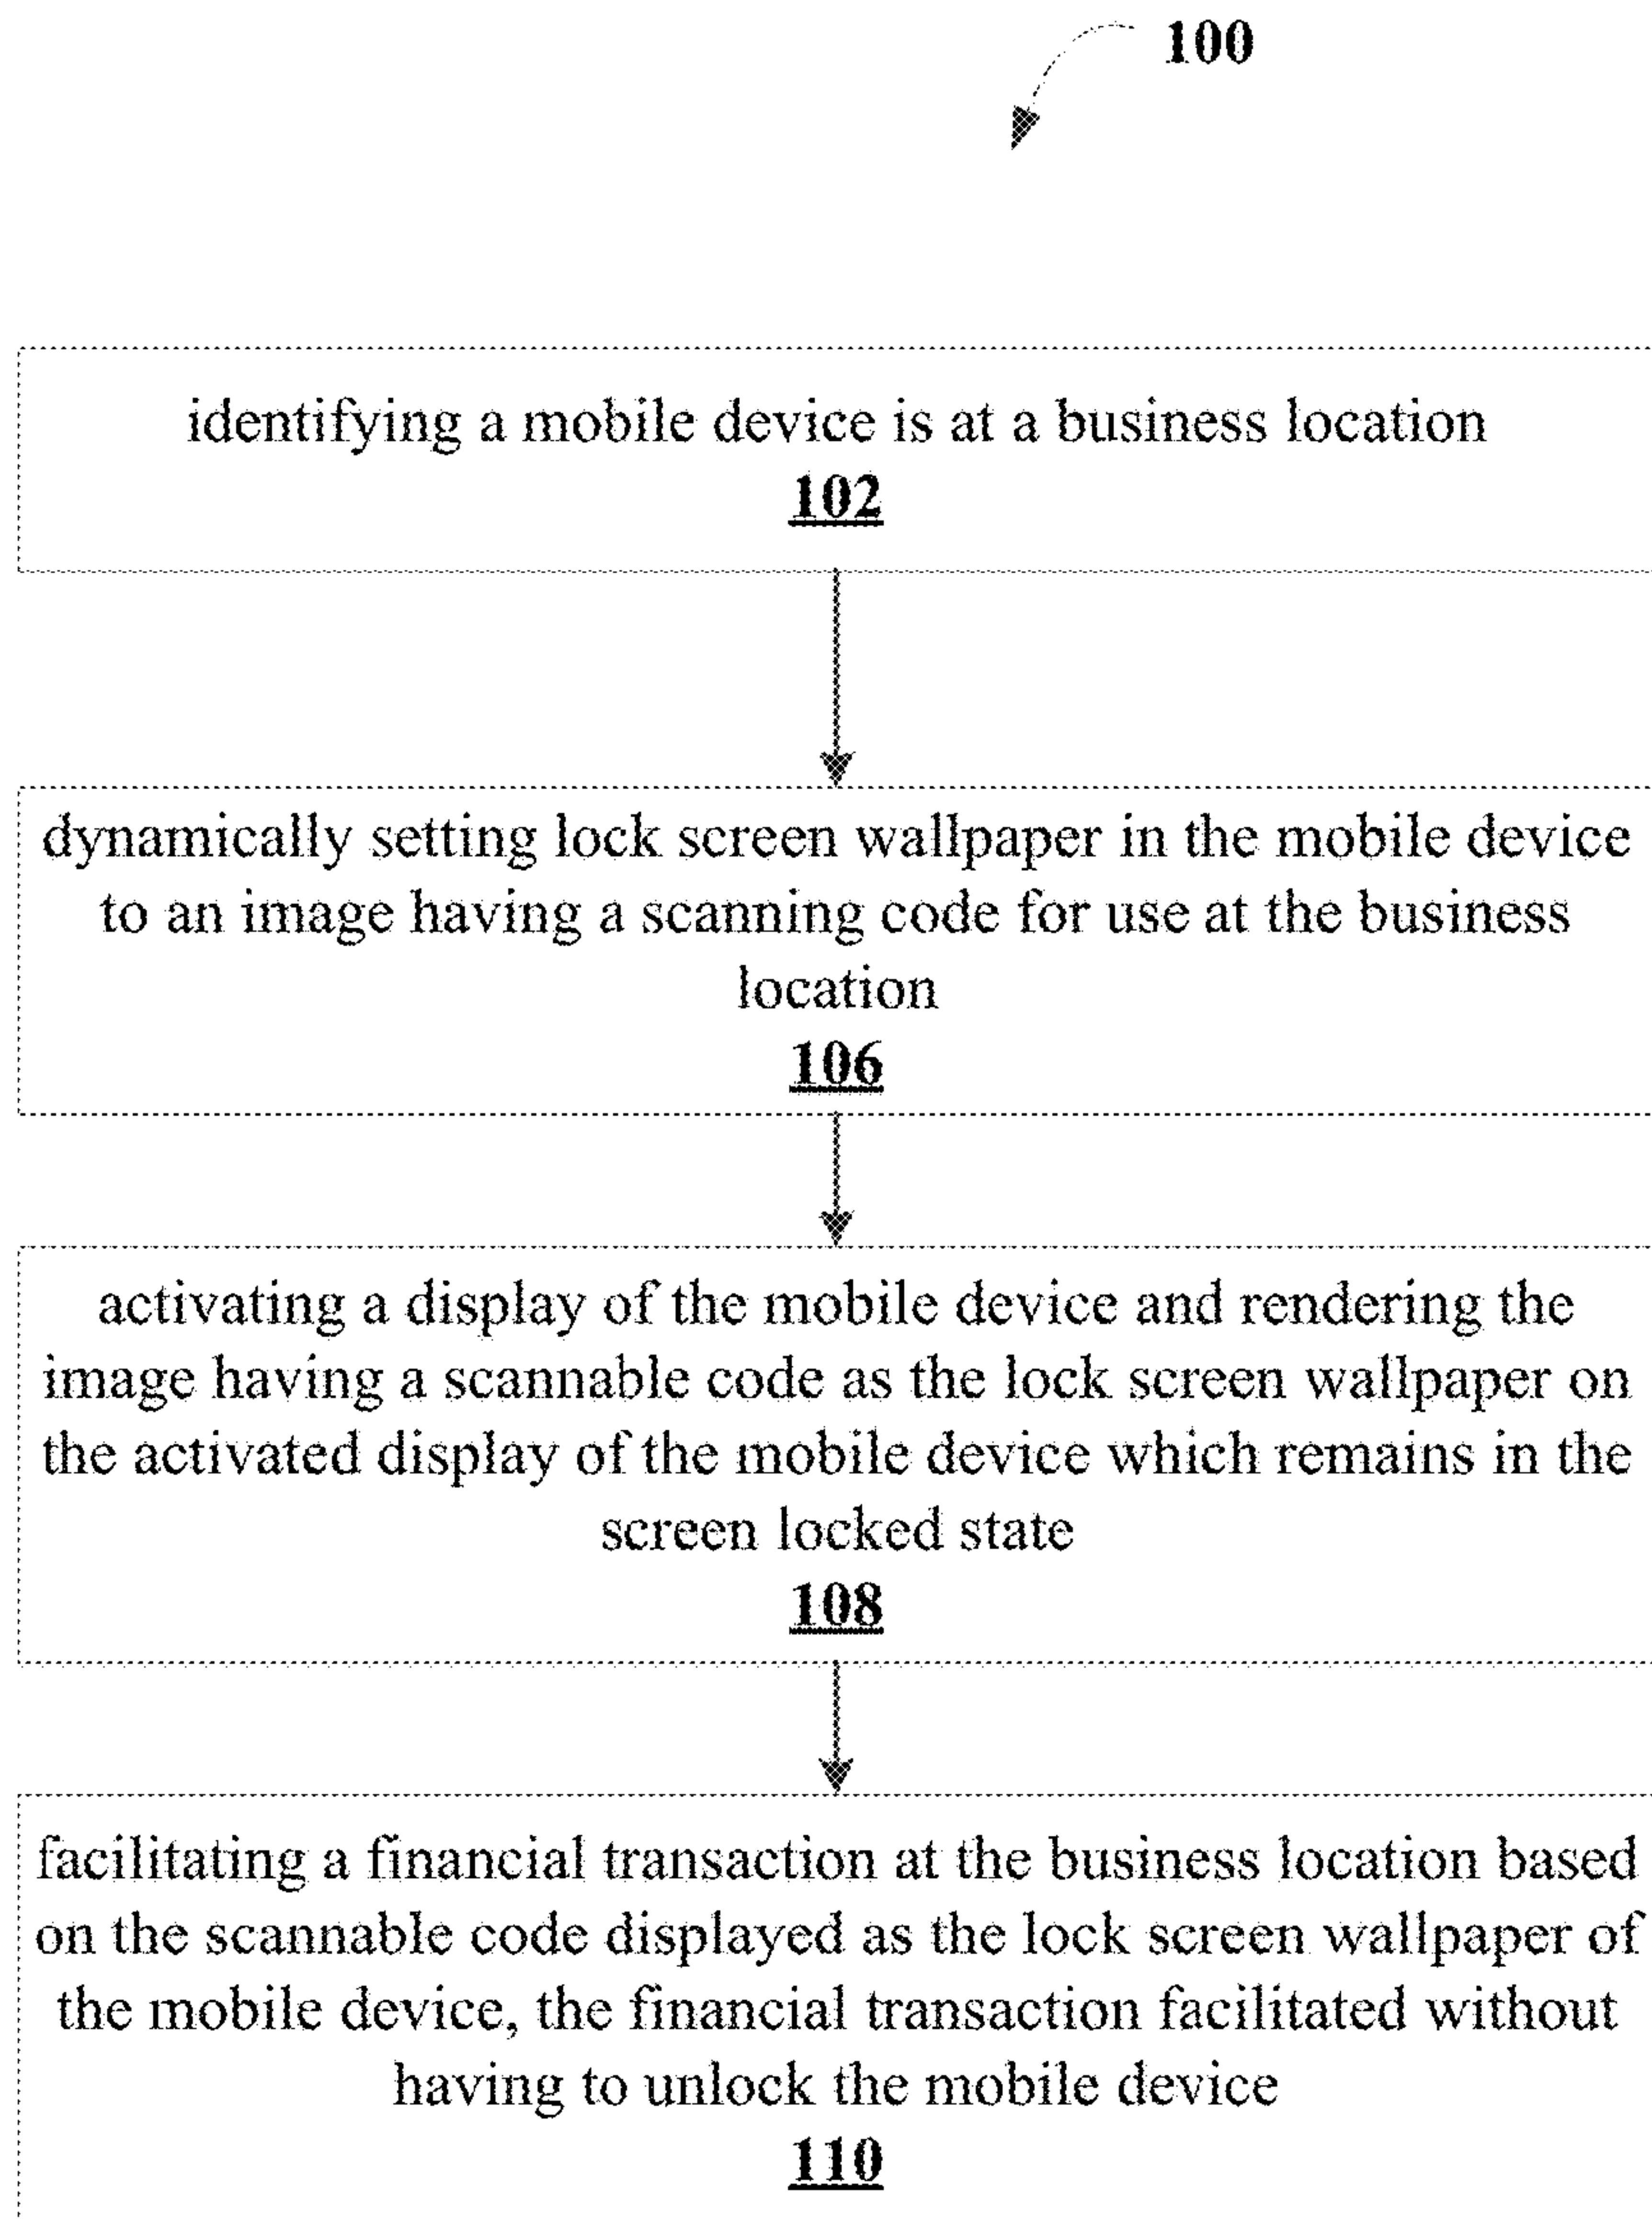 100
identifying a mobile device is at a business location
102
dynamically setting lock screen wallpaper in the mobile device
to an image having a scanning code for use at the business
location
106
activating a display of the mobile device and rendering the
image having a scannable code as the lock screen wallpaper on
the activated display of the mobile device which remains in the
screen locked state
108
facilitating a financial transaction at the business location based
on the scannable code displayed as the lock screen wallpaper of
the mobile device, the financial transaction facilitated without
having to unlock the mobile device
110